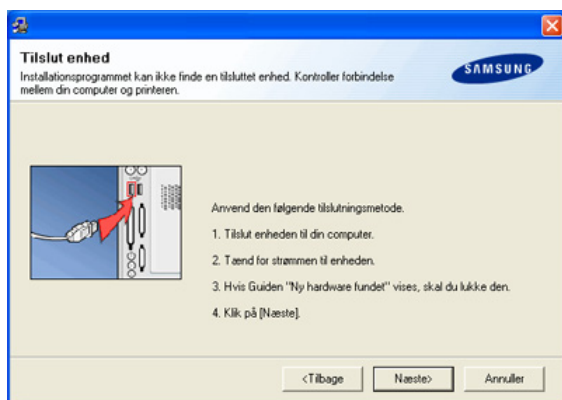 Tilslut enhed
Installationsprogrammet kan ikke finde en tilsluttet enhed. Kontroller forbindelse
mellem din computer og printeren.
SAMSUNG
Anvend den følgende tilslutningsmetode.
1. Tilslut enheden til din computer.
2. Tænd for strømmen til enheden.
3. Hvis Guiden "Ny hardware fundet" vises, skal du lukke den.
4. Klik på [Næste].
<Tilbage
Næste>
Annuller